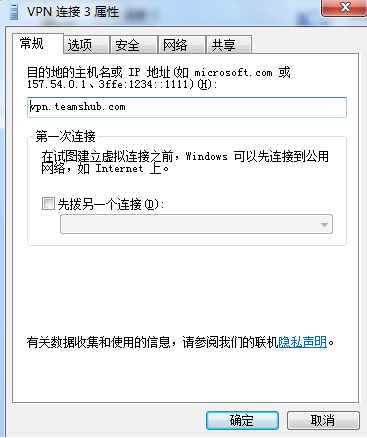 VPN 连接 3 属性
常规 选项 安全 网络 共享
目的地的主机名或 IP 地址(如 microsoft.com 或
157.54.0.1、3ffe:1234::1111)(H):
vpn.teamshub.com
第一次连接
在试图建立虚拟连接之前，Windows 可以先连接到公用
网络，如 Internet 上。
先拨另一个连接(D):
有关数据收集和使用的信息，请参阅我们的联机隐私声明。
确定 取消